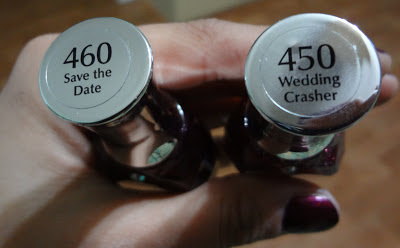 460
Save the
Date
450
Wedding
Crasher